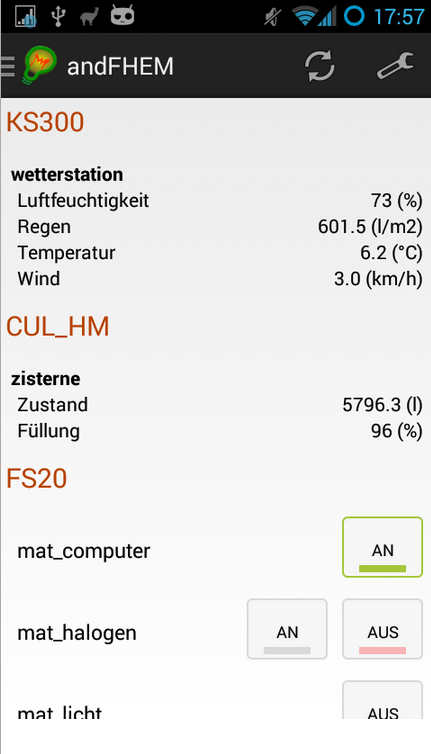 17:57
andFHEM
KS300
wetterstation
Luftfeuchtigkeit 73 (%)
Regen 601.5 (l/m2)
Temperatur 6.2 (°C)
Wind 3.0 (km/h)
CUL_HM
zisterne
Zustand 5796.3 (l)
Füllung 96 (%)
FS20
mat_computer AN
mat_halogen AN AUS
mat_licht AUS